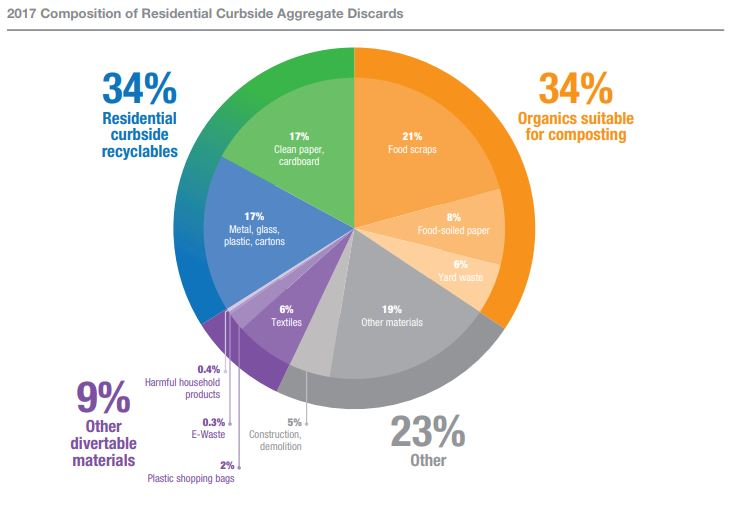 2017 Composition of Residential Curbside Aggregate Discards
34%
Residential
curbside
recyclables
34%
Organics suitable
for composting
17%
Clean paper,
cardboard
21%
Food scraps
17%
Metal, glass,
plastic, cartons
8%
Food-soiled paper
6%
Yard waste
6%
Textiles
19%
Other materials
0.4%
Harmful household
products
9%
Other
divertable
materials
0.3%
E-Waste
5%
Construction,
demolition
23%
Other
2%
Plastic shopping bags